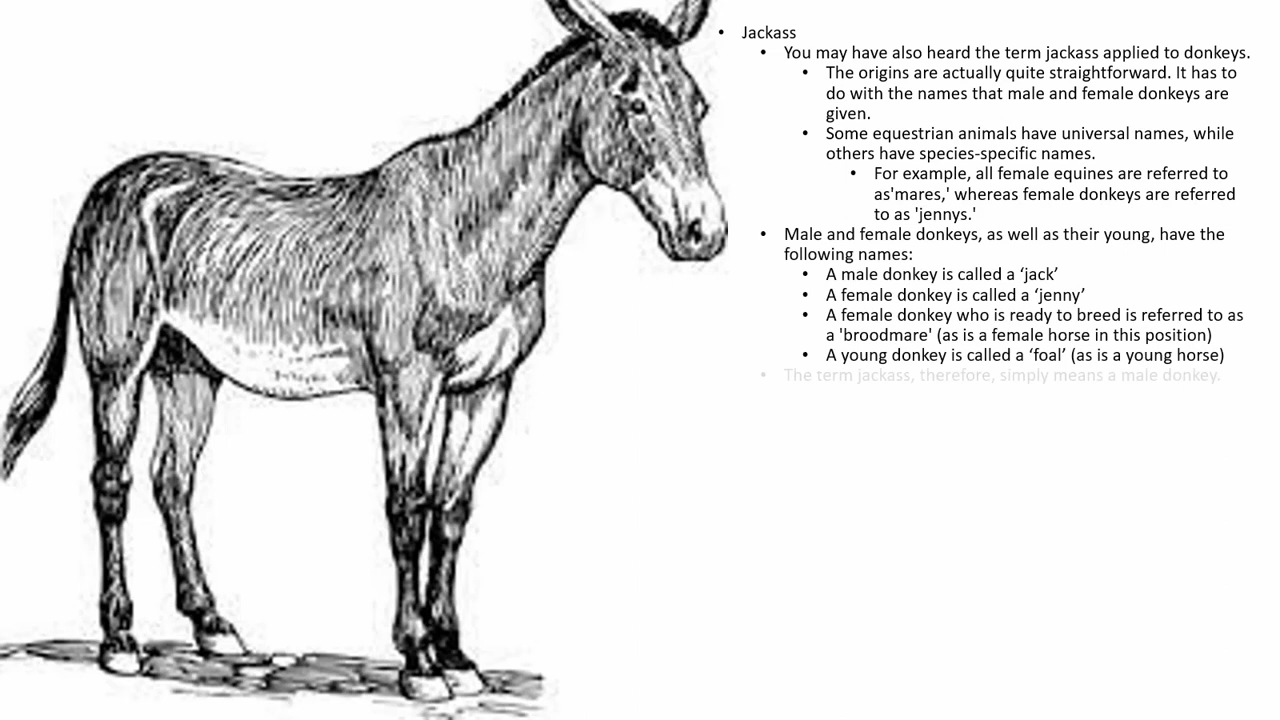 • Jackass
• You may have also heard the term jackass applied to donkeys.
• The origins are actually quite straightforward. It has to
do with the names that male and female donkeys are
given.
• Some equestrian animals have universal names, while
others have species-specific names.
• For example, all female equines are referred to
as'mares,' whereas female donkeys are referred
to as 'jennys.'
• Male and female donkeys, as well as their young, have the
following names:
• A male donkey is called a ‘jack’
• A female donkey is called a ‘jenny’
• A female donkey who is ready to breed is referred to as
a 'broodmare' (as is a female horse in this position)
• A young donkey is called a ‘foal’ (as is a young horse)
• The term jackass, therefore, simply means a male donkey.